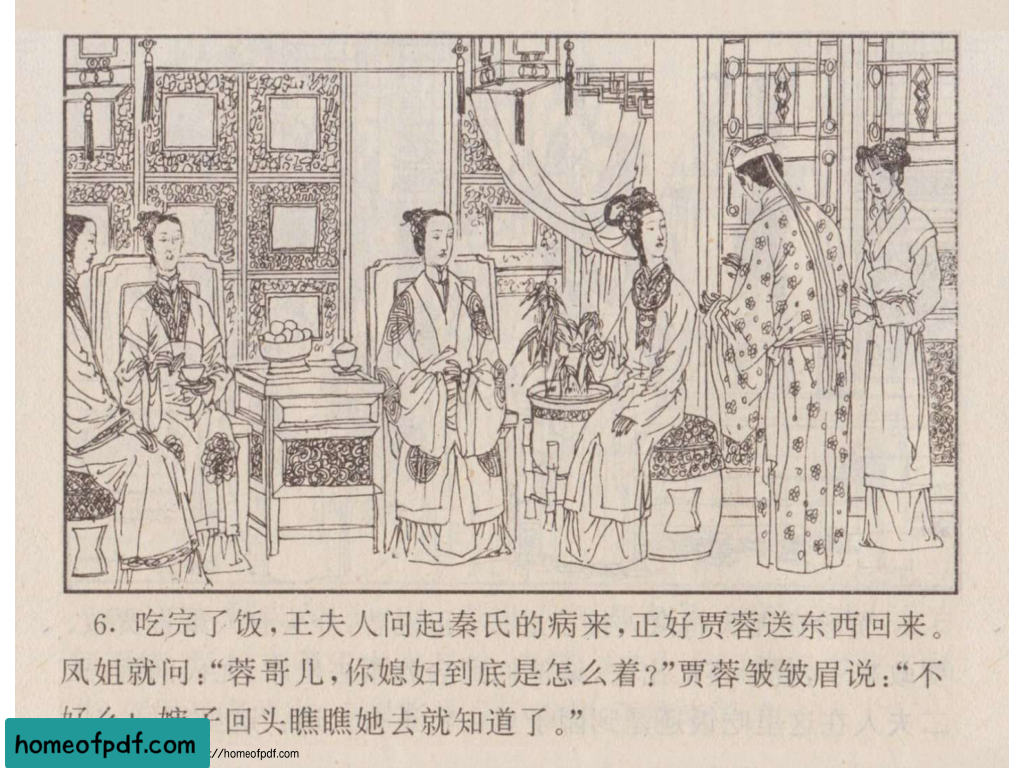 6. 吃完了饭,王夫人问起秦氏的病来,正好贾蓉送东西回来。
凤姐就问:“蓉哥儿,你媳妇到底是怎么着?”贾蓉皱皱眉说:“不
回头瞧瞧她去就知道了。”
homeofpdf.com
://homeofpdf.com